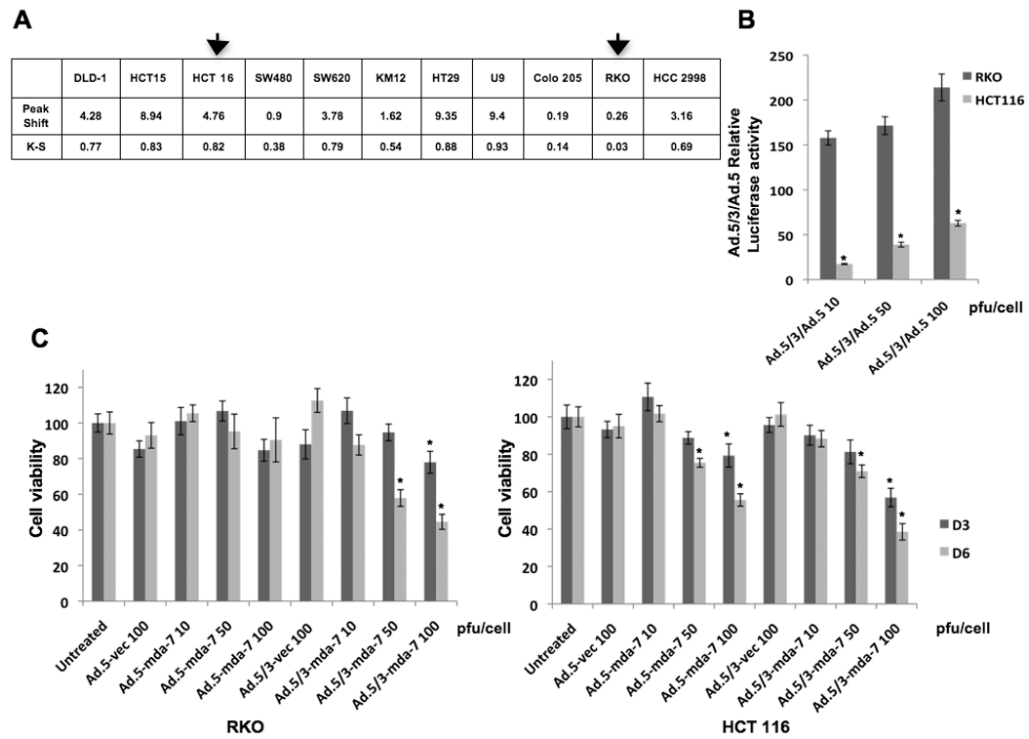 A
DLD-1 HCT15 HCT 16 SW480 SW620 KM12 HT29 U9 Colo 205 RKO HCC 2998
Peak Shift 4.28 8.94 4.76 0.9 3.78 1.62 9.35 9.4 0.19 0.26 3.16
K-S 0.77 0.83 0.82 0.38 0.79 0.54 0.88 0.93 0.14 0.03 0.69
B
Ad.5/3/Ad.5 Relative
Luciferase activity
250
200
150
100
50
0
RKO
HCT116
*
*
*
Ad.5/3/Ad.5 10
Ad.5/3/Ad.5 50
Ad.5/3/Ad.5 100
pfu/cell
C
Cell viability
120
100
80
60
40
20
0
*
*
*
Untreated
Ad.5-vec 100
Ad.5-mda-7 10
Ad.5-mda-7 50
Ad.5-mda-7 100
Ad.5/3-vec 100
Ad.5/3-mda-7 10
Ad.5/3-mda-7 50
Ad.5/3-mda-7 100
pfu/cell
RKO
Cell viability
120
100
80
60
40
20
0
*
*
*
*
*
*
Untreated
Ad.5-vec 100
Ad.5-mda-7 10
Ad.5-mda-7 50
Ad.5-mda-7 100
Ad.5/3-vec 100
Ad.5/3-mda-7 10
Ad.5/3-mda-7 50
Ad.5/3-mda-7 100
pfu/cell
HCT 116
D3
D6